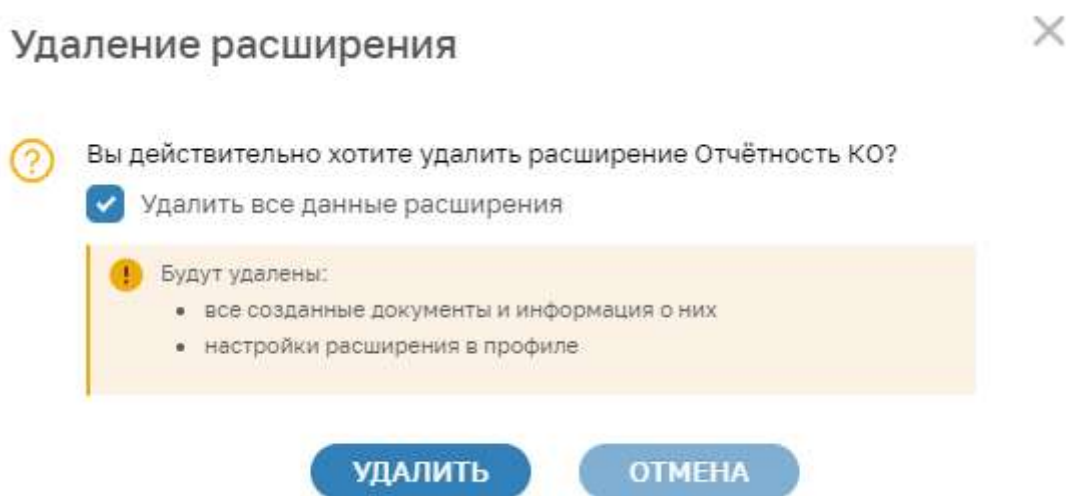 Удаление расширения
Вы действительно хотите удалить расширение Отчётность КО?
Удалить все данные расширения
Будут удалены:
• все созданные документы и информация о них
• настройки расширения в профиле
УДАЛИТЬ ОТМЕНА